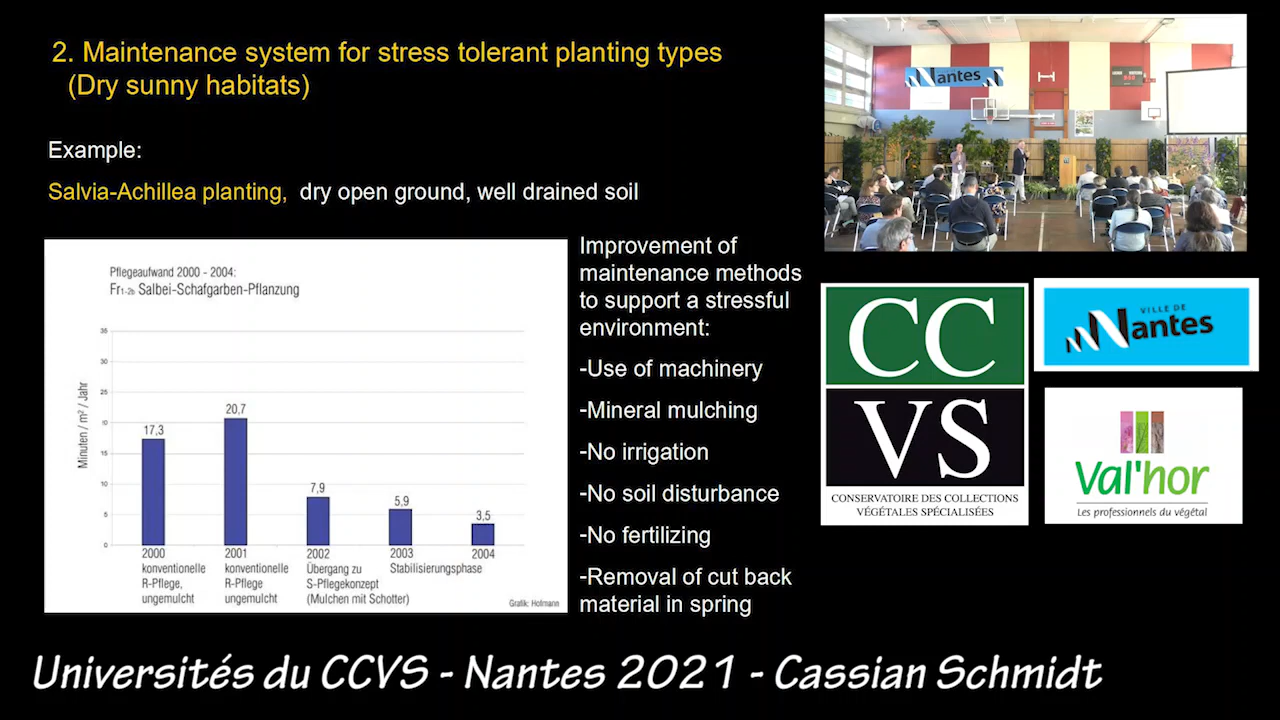 2. Maintenance system for stress tolerant planting types
(Dry sunny habitats)
Example:
Salvia-Achillea planting, dry open ground, well drained soil
Pflegeaufwand 2000 - 2004:
Fr1-2b Salbei-Schafgarben-Pflanzung
Minuten / m² / Jahr
35
30
25
15
10
5
0
17,3
20,7
7,9
5,9
3,5
2000
konventionelle
R-Pflege,
ungemulcht
2001
konventionelle
R-Pflege
ungemulcht
2002
Übergang zu
S-Pflegekonzept
(Mulchen mit Schotter)
2003
Stabilisierungsphase
2004
Grafik: Hofmann
Improvement of
maintenance methods
to support a stressful
environment:
-Use of machinery
-Mineral mulching
-No irrigation
-No soil disturbance
-No fertilizing
-Removal of cut back
material in spring
Nantes
CC
VS
CONSERVATOIRE DES COLLECTIONS
VÉGÉTALES SPÉCIALISÉES
VILLE DE
Nantes
Val'hor
Les professionnels du végétal
Universités du CCVS - Nantes 2021 - Cassian Schmidt